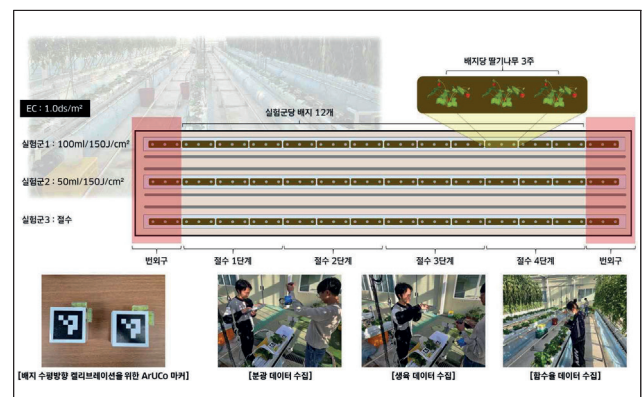 배지당 딸기나무 3주
EC : 1.0ds/m²
실험군당 배지 12개
실험군1 : 100ml/150J/cm²
실험군2 : 50ml/150J/cm²
실험군3 : 절수
번외구 절수 1단계 절수 2단계 절수 3단계 절수 4단계 번외구
[배지 수평방향 켈리브레이션을 위한 ArUCo 마커] [분광 데이터 수집] [생육 데이터 수집] [함수율 데이터 수집]